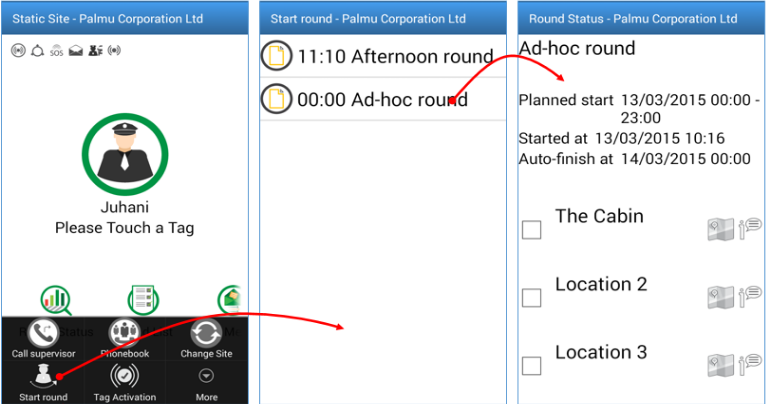 Static Site - Palmu Corporation Ltd
SOS
Juhani
Please Touch a Tag
Call supervisor
Phonebook
Change Site
Start round
Tag Activation
More
Start round - Palmu Corporation Ltd
11:10 Afternoon round
00:00 Ad-hoc round
Round Status - Palmu Corporation Ltd
Ad-hoc round
Planned start 13/03/2015 00:00 -
23:00
Started at 13/03/2015 10:16
Auto-finish at 14/03/2015 00:00
The Cabin
Location 2
Location 3